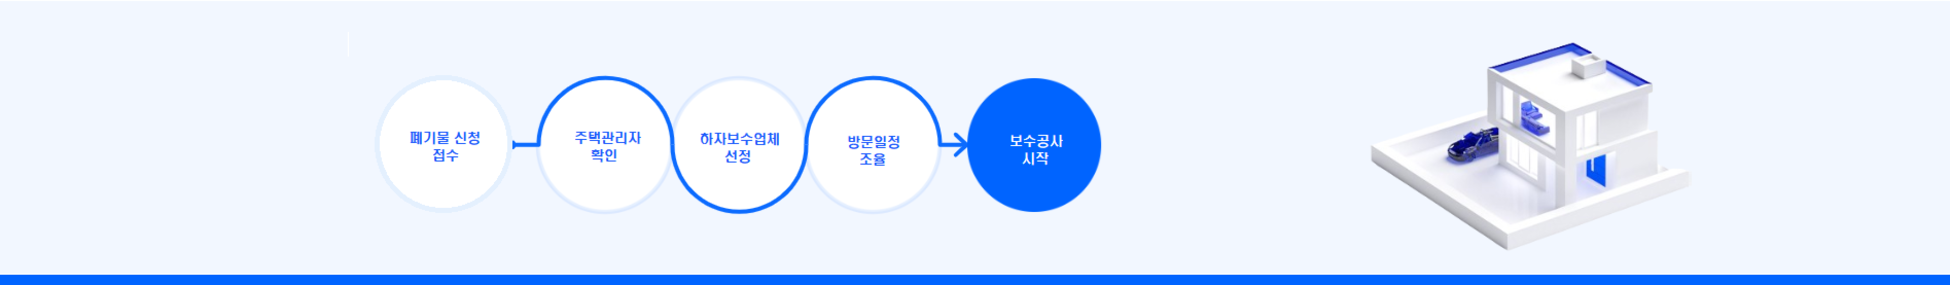 폐기물 신청
접수
주택관리자
확인
하자보수업체
선정
방문일정
조율
보수공사
시작